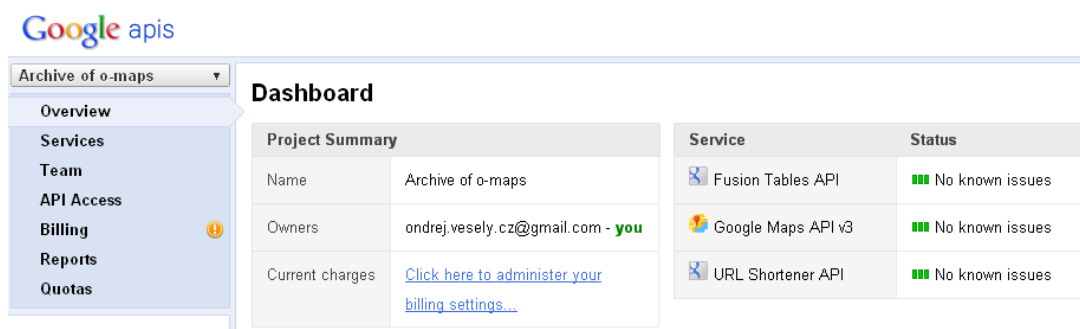 Google apis
Archive of o-maps
Overview
Services
Team
API Access
Billing
Reports
Quotas
Dashboard
Project Summary
Name Archive of o-maps
Owners ondrej.vesely.cz@gmail.com - you
Current charges Click here to administer your
billing settings...
Service Status
Fusion Tables API No known issues
Google Maps API v3 No known issues
URL Shortener API No known issues